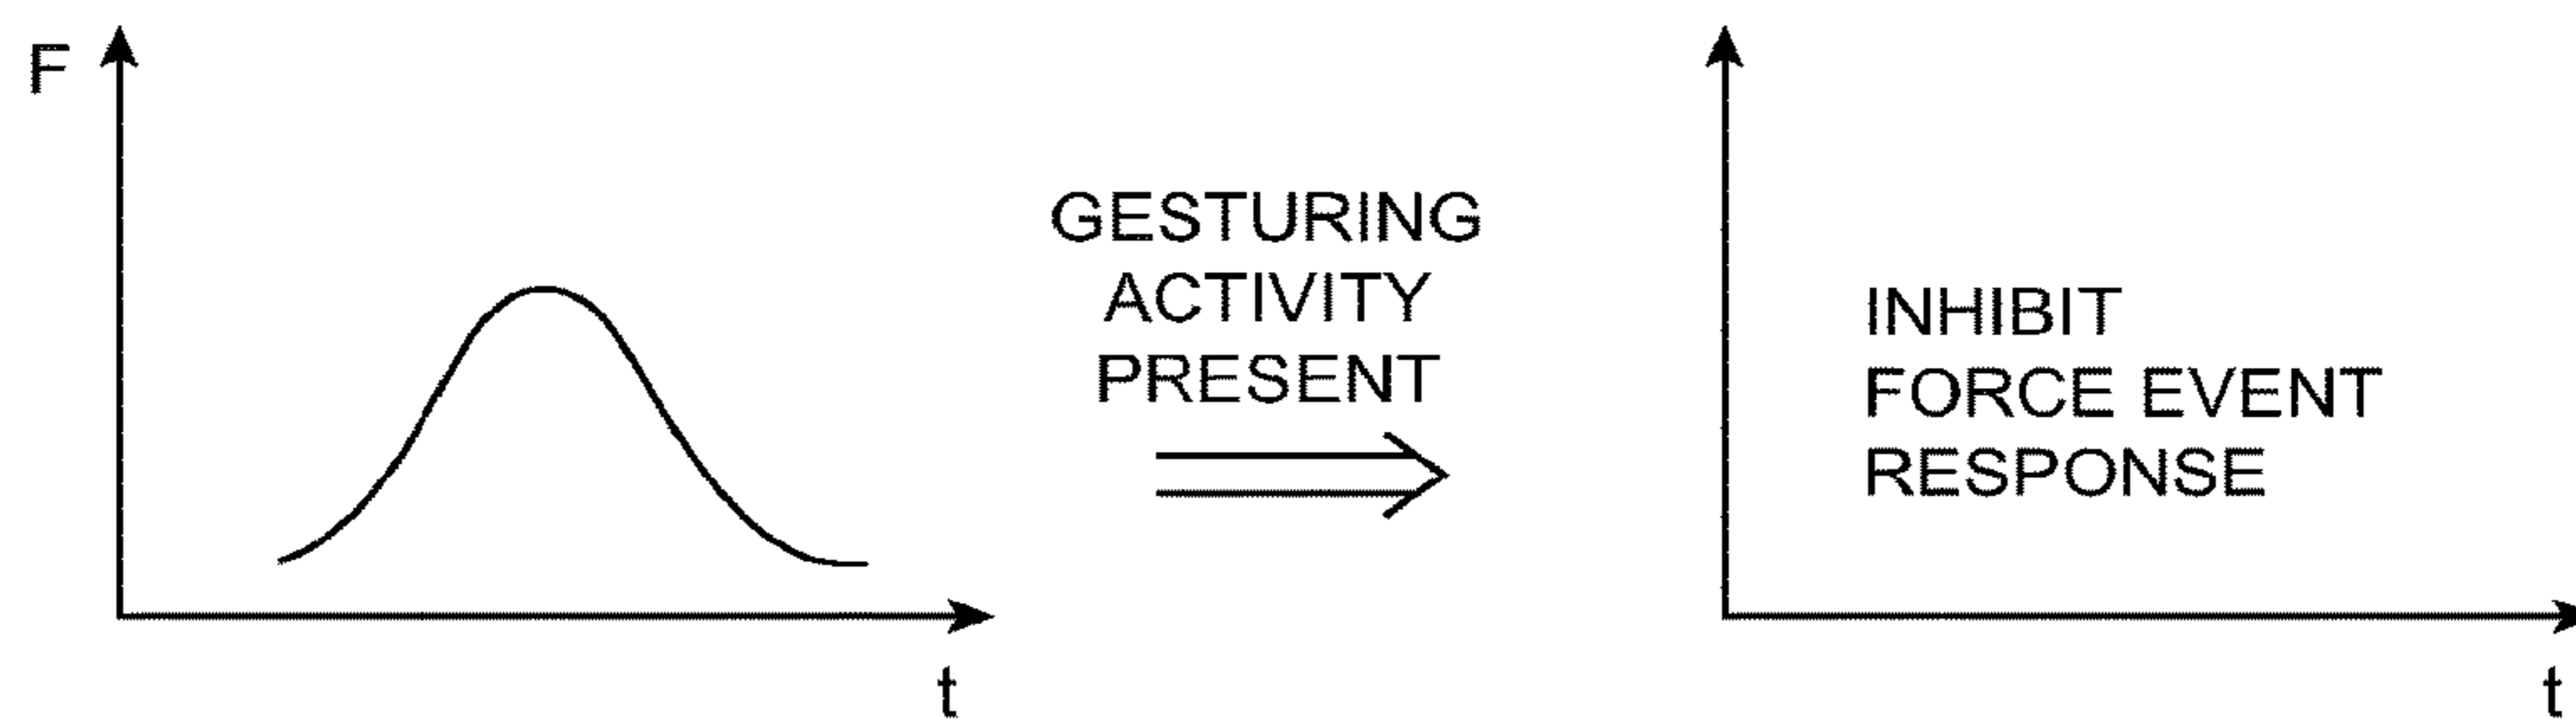 F
t
GESTURING
ACTIVITY
PRESENT
INHIBIT
FORCE EVENT
RESPONSE
t